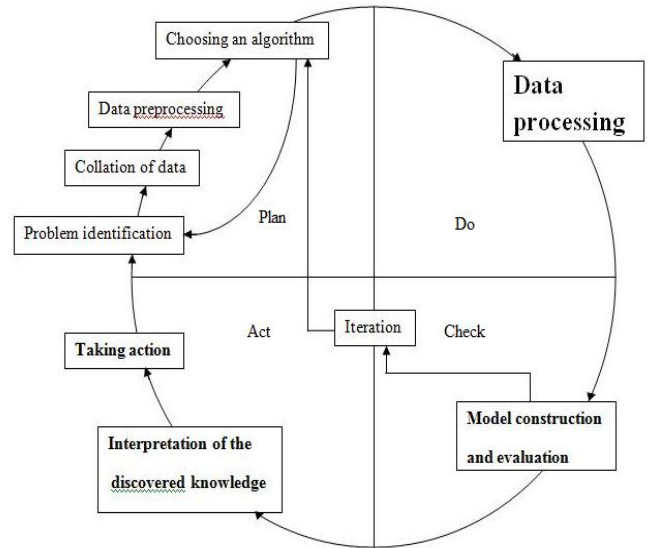 Choosing an algorithm
Data preprocessing
Collation of data
Problem identification
Plan
Data
processing
Do
Act
Iteration
Check
Taking action
Model construction
and evaluation
Interpretation of the
discovered knowledge